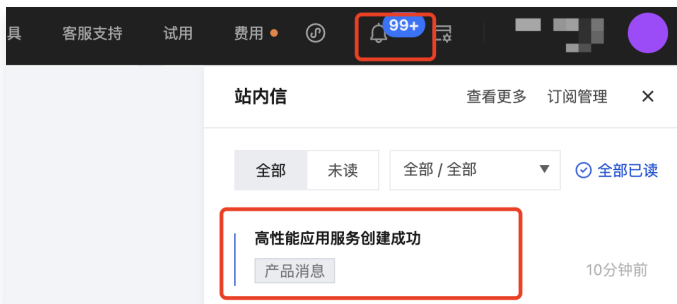 具 客服支持 试用 费用 99+
站内信 查看更多 订阅管理
全部 未读 全部 / 全部 全部已读
高性能应用服务创建成功
产品消息 10分钟前